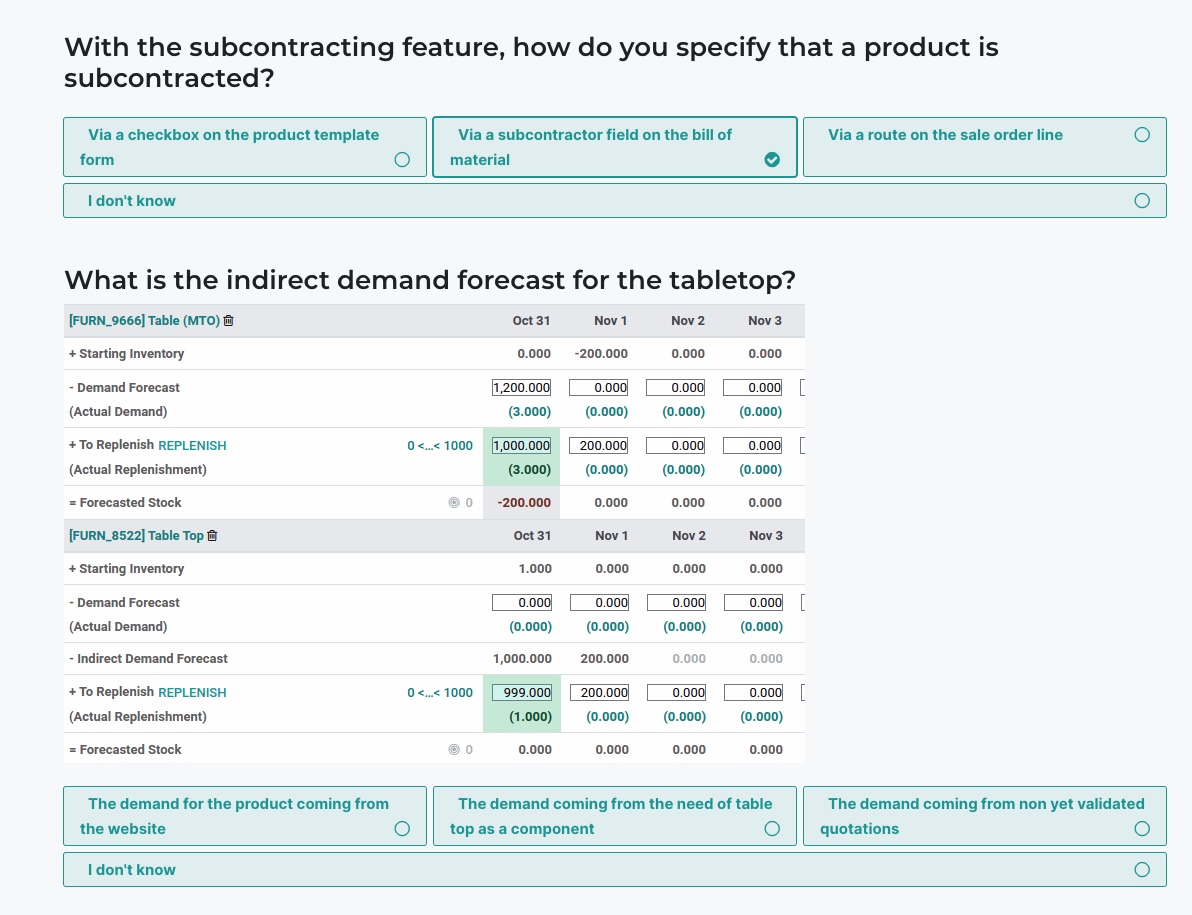 With the subcontracting feature, how do you specify that a product is
subcontracted?
Via a checkbox on the product template
form
Via a subcontractor field on the bill of
material
Via a route on the sale order line
I don't know
What is the indirect demand forecast for the tabletop?
[FURN_9666] Table (MTO) Oct 31 Nov 1 Nov 2 Nov 3
+ Starting Inventory 0.000 -200.000 0.000 0.000
- Demand Forecast 1,200.000 0.000 0.000 0.000
(Actual Demand) (3.000) (0.000) (0.000) (0.000)
+ To Replenish REPLENISH 0 <...< 1000 1,000.000 200.000 0.000 0.000
(Actual Replenishment) (3.000) (0.000) (0.000) (0.000)
= Forecasted Stock 0 -200.000 0.000 0.000 0.000
[FURN_8522] Table Top Oct 31 Nov 1 Nov 2 Nov 3
+ Starting Inventory 1.000 0.000 0.000 0.000
- Demand Forecast 0.000 0.000 0.000 0.000
(Actual Demand) (0.000) (0.000) (0.000) (0.000)
- Indirect Demand Forecast 1,000.000 200.000 0.000 0.000
+ To Replenish REPLENISH 0 <...< 1000 999.000 200.000 0.000 0.000
(Actual Replenishment) (1.000) (0.000) (0.000) (0.000)
= Forecasted Stock 0 0.000 0.000 0.000 0.000
The demand for the product coming from
the website
The demand coming from the need of table
top as a component
The demand coming from non yet validated
quotations
I don't know